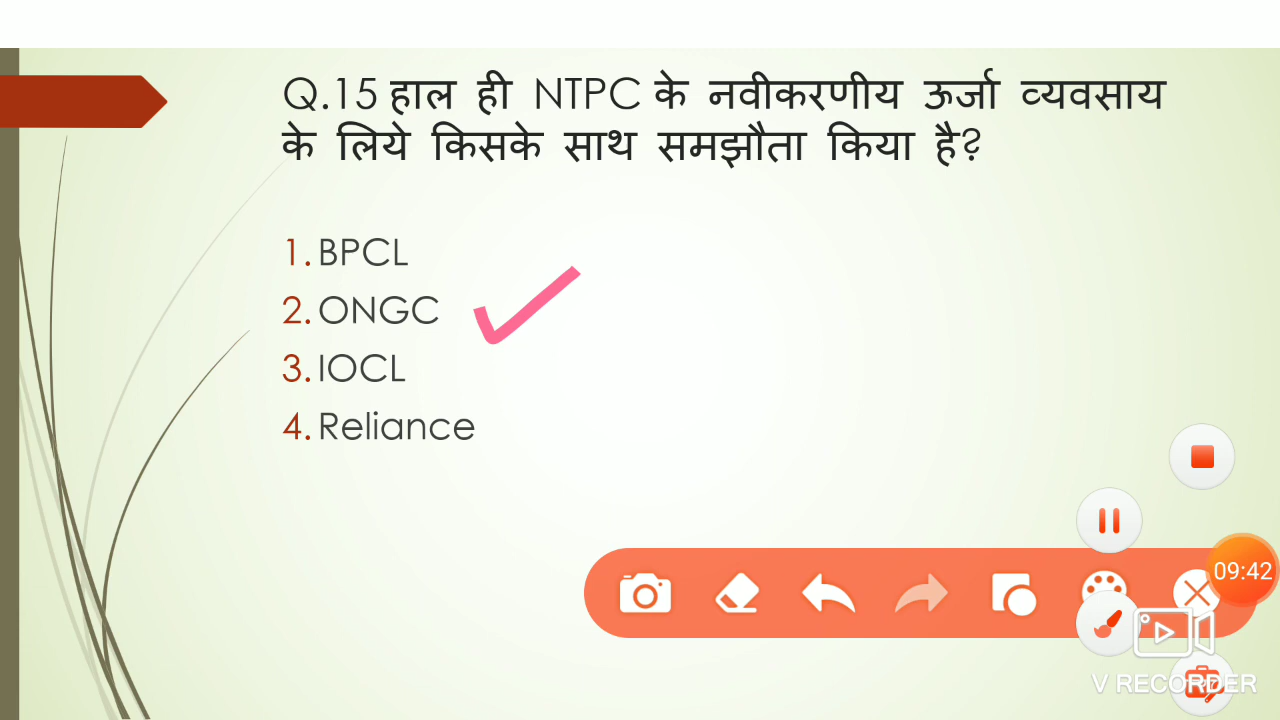 Q.15 हाल ही NTPC के नवीकरणीय ऊर्जा व्यवसाय
के लिये किसके साथ समझौता किया है?
1. BPCL
2. ONGC
3. IOCL
4. Reliance
09:42
V RECORDER